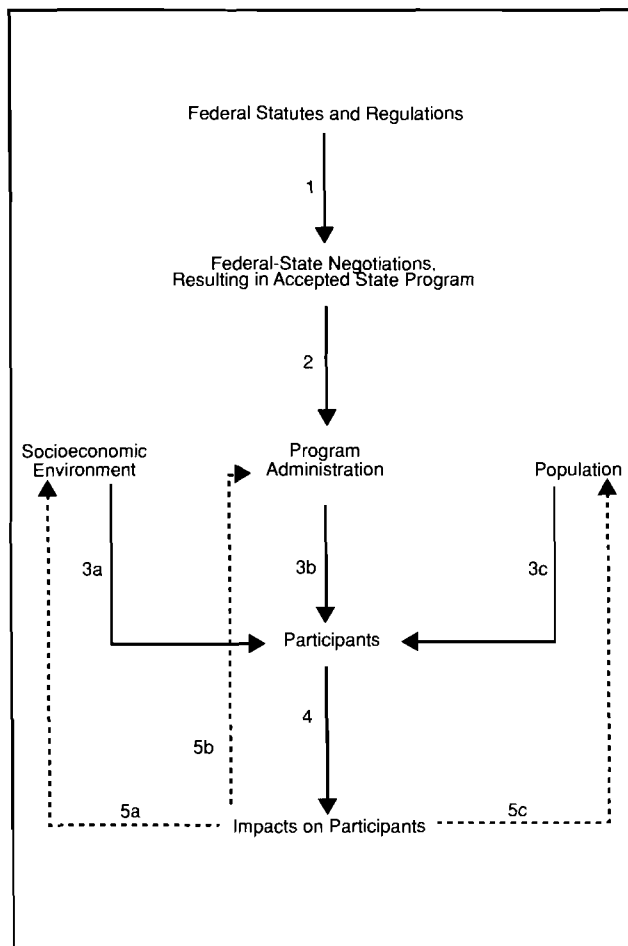 Federal Statutes and Regulations
1
Federal-State Negotiations,
Resulting in Accepted State Program
2
Socioeconomic
Environment
Program
Administration
Population
3a
3b
3c
Participants
4
5b
5a
Impacts on Participants
5c